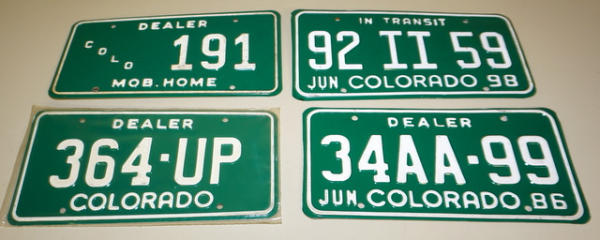 DEALER
COLO 191
MOB. HOME
IN TRANSIT
92 II 59
JUN. COLORADO 98
DEALER
364-UP
COLORADO
DEALER
34AA-99
JUN. COLORADO 86